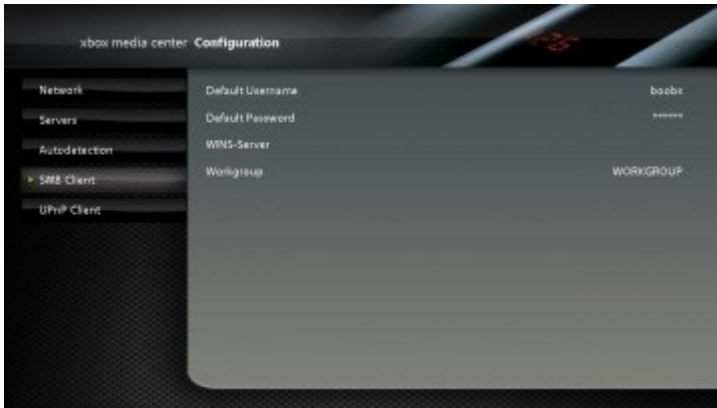 xbox media center Configuration
Network
Servers
Autodetection
SMB Client
UPnP Client
Default Username boobs
Default Password ******
WINS-Server
Workgroup WORKGROUP